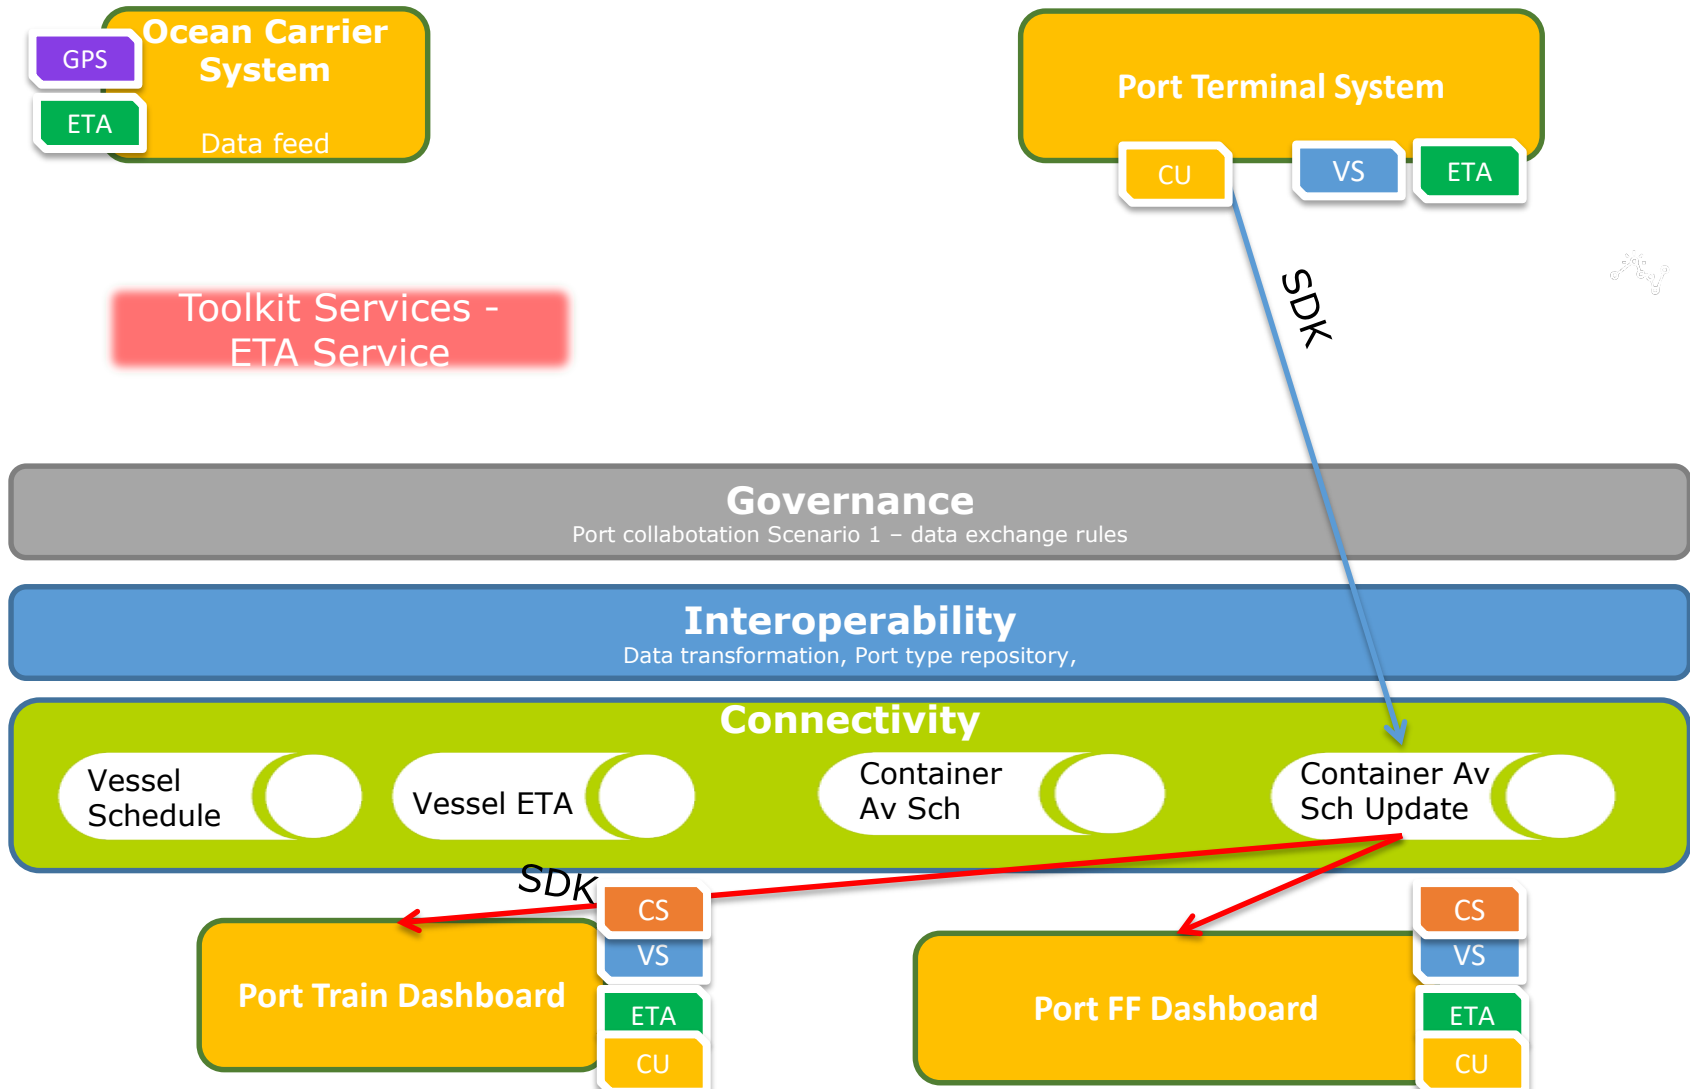 Ocean Carrier
System
Data feed
GPS
ETA
Port Terminal System
CU
VS
ETA
SDK
Toolkit Services -
ETA Service
Governance
Port collabotation Scenario 1 – data exchange rules
Interoperability
Data transformation, Port type repository,
Connectivity
Vessel
Schedule
Vessel ETA
Container
Av Sch
Container Av
Sch Update
SDK
CS
VS
ETA
CU
Port Train Dashboard
CS
VS
ETA
CU
Port FF Dashboard